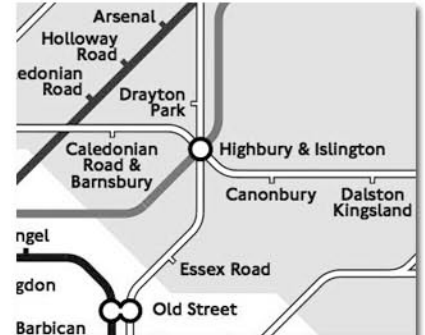 Arsenal
Holloway
Road
edonian
Road
Drayton
Park
Caledonian
Road &
Barnsbury
Highbury & Islington
Canonbury
Dalston
Kingsland
ngel
Essex Road
gdon
Old Street
Barbican